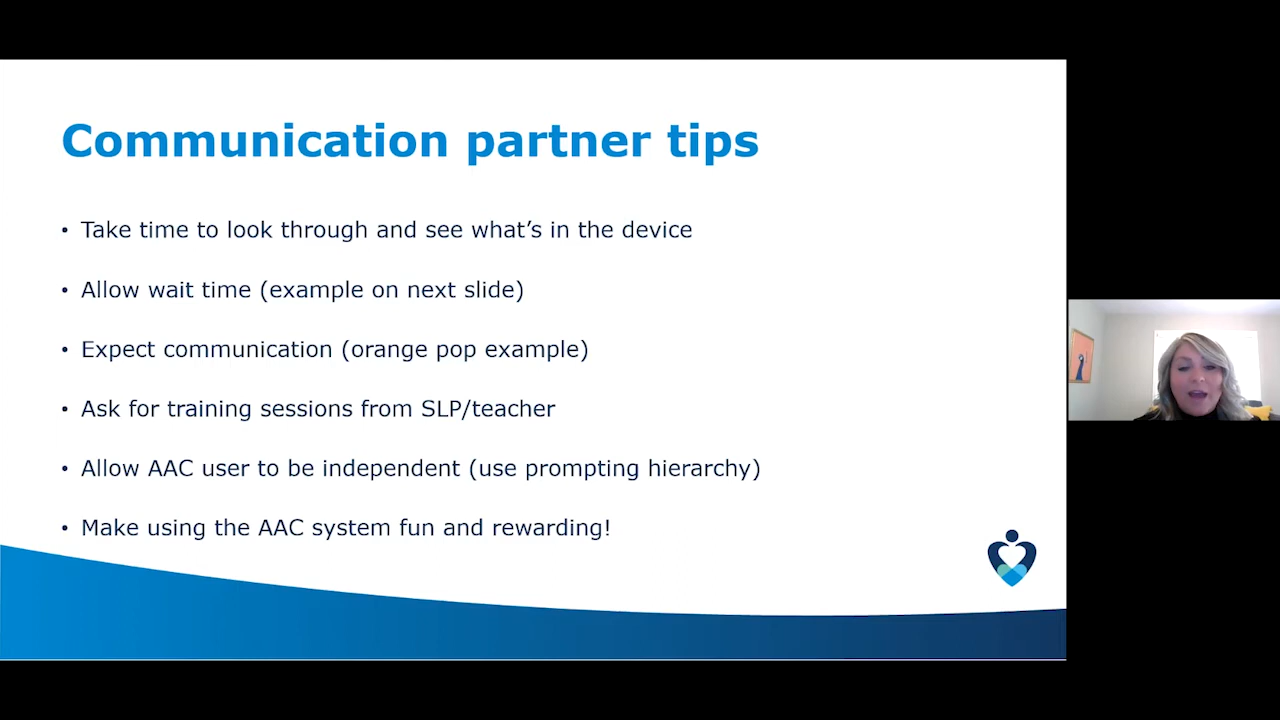 Communication partner tips
• Take time to look through and see what’s in the device
• Allow wait time (example on next slide)
• Expect communication (orange pop example)
• Ask for training sessions from SLP/teacher
• Allow AAC user to be independent (use prompting hierarchy)
• Make using the AAC system fun and rewarding!